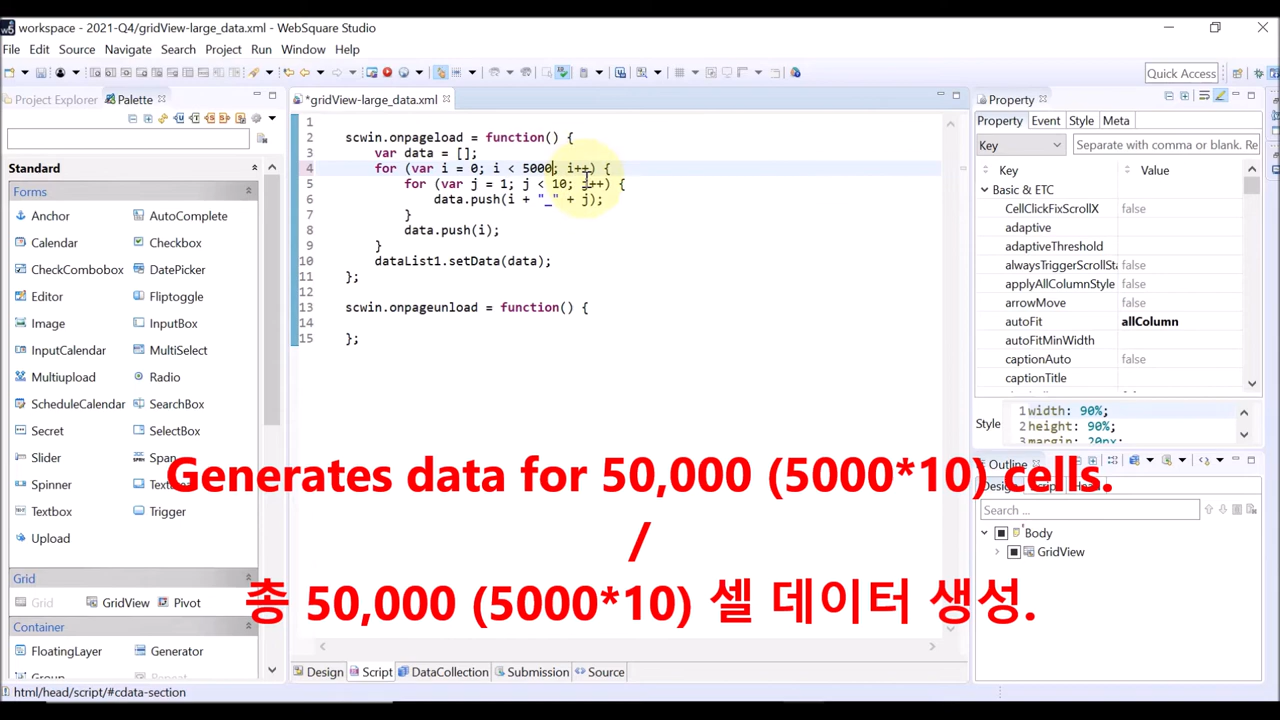 workspace - 2021-Q4/gridView-large_data.xml - WebSquare Studio
File Edit Source Navigate Search Project Run Window Help
Quick Access
Project Explorer Palette
Standard
Forms
Anchor AutoComplete
Calendar Checkbox
CheckCombobox DatePicker
Editor Fliptoggle
Image InputBox
InputCalendar MultiSelect
Multiupload Radio
ScheduleCalendar SearchBox
Secret SelectBox
Slider Span
Spinner
Textbox Trigger
Upload
Grid
Grid GridView Pivot
Container
FloatingLayer Generator
Group
*gridView-large_data.xml
1
2 scwin.onpageload = function() {
3 var data = [];
4 for (var i = 0; i < 5000; i++) {
5 for (var j = 1; j < 10; j++) {
6 data.push(i + "_" + j);
7 }
8 data.push(i);
9 }
10 dataList1.setData(data);
11 };
12
13 scwin.onpageunload = function() {
14
15 };
Design Script DataCollection Submission Source
html/head/script/#cdata-section
Property
Property Event Style Meta
Key Separate with comma(ex) key
Key Value
Basic & ETC
CellClickFixScrollX false
adaptive
adaptiveThreshold
alwaysTriggerScrollSta false
applyAllColumnStyle false
arrowMove false
autoFit allColumn
autoFitMinWidth
captionAuto false
captionTitle
Style
1 width: 90%;
2 height: 90%;
3 margin: 20px;
Outline
Search ...
Body
GridView
Generates data for 50,000 (5000*10) cells.
/
총 50,000 (5000*10) 셀 데이터 생성.